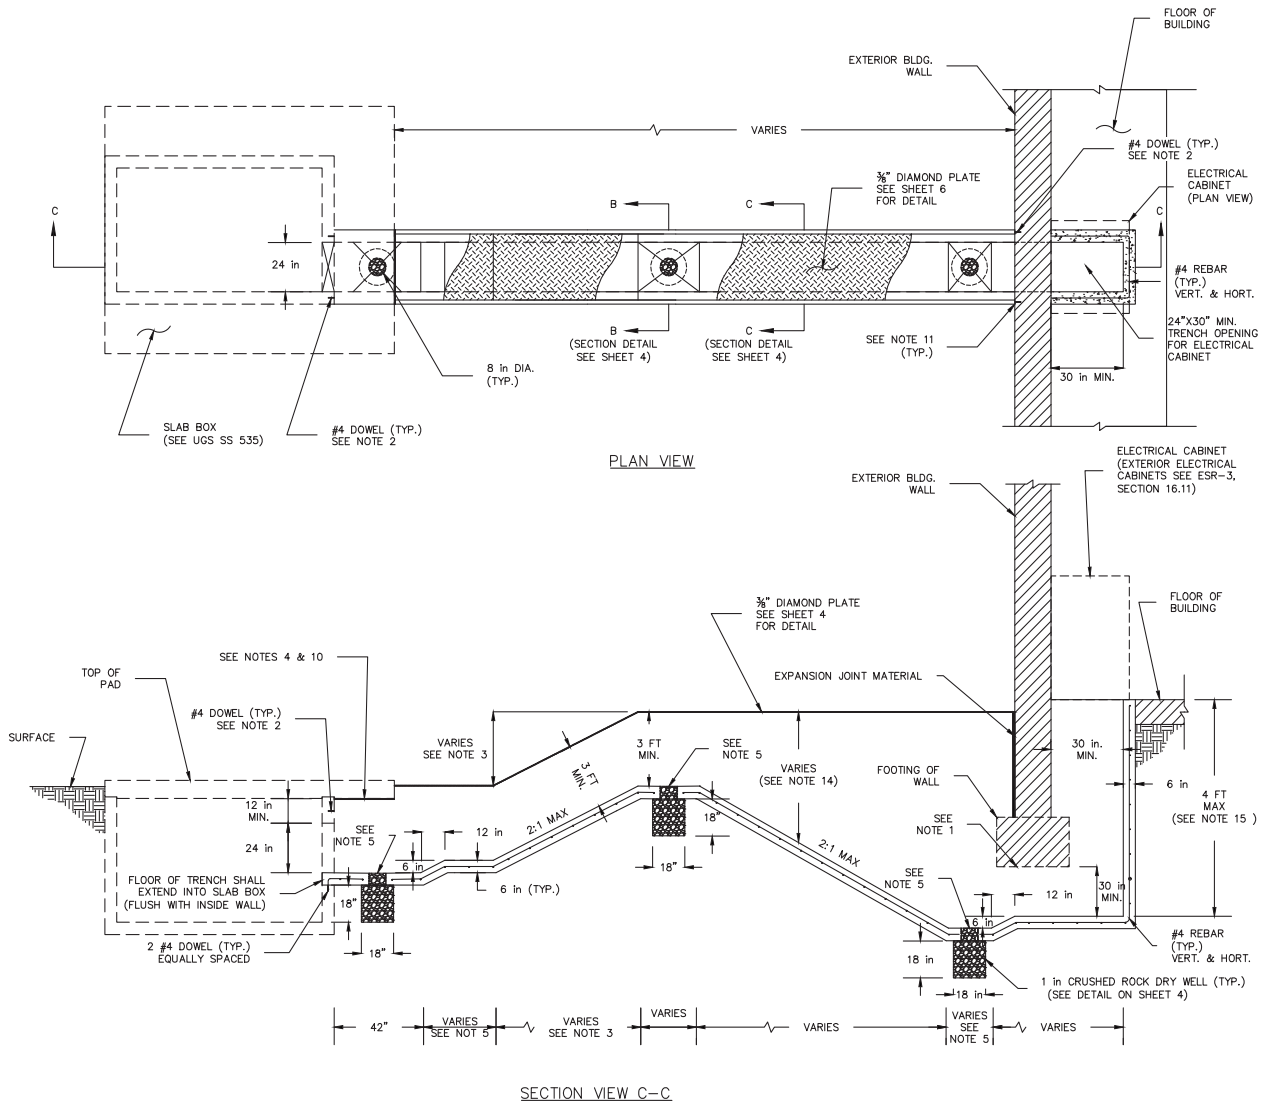 FLOOR OF
BUILDING
EXTERIOR BLDG.
WALL
VARIES
#4 DOWEL (TYP.)
SEE NOTE 2
⅜" DIAMOND PLATE
SEE SHEET 6
FOR DETAIL
ELECTRICAL
CABINET
(PLAN VIEW)
C
B
C
C
24 in
#4 REBAR
(TYP.)
VERT. & HORT.
24"X30" MIN.
TRENCH OPENING
FOR ELECTRICAL
CABINET
B
C
(SECTION DETAIL
SEE SHEET 4)
(SECTION DETAIL
SEE SHEET 4)
SEE NOTE 11
(TYP.)
8 in DIA.
(TYP.)
30 in MIN.
SLAB BOX
(SEE UGS SS 535)
#4 DOWEL (TYP.)
SEE NOTE 2
PLAN VIEW
ELECTRICAL CABINET
(EXTERIOR ELECTRICAL
CABINETS SEE ESR-3,
SECTION 16.11)
EXTERIOR BLDG.
WALL
⅜" DIAMOND PLATE
SEE SHEET 4
FOR DETAIL
FLOOR OF
BUILDING
SEE NOTES 4 & 10
TOP OF
PAD
EXPANSION JOINT MATERIAL
#4 DOWEL (TYP.)
SEE NOTE 2
SURFACE
VARIES
SEE NOTE 3
3 FT
MIN.
3 FT
MIN.
SEE
NOTE 5
VARIES
(SEE NOTE 14)
FOOTING OF
WALL
30 in.
MIN.
6 in
4 FT
MAX
(SEE NOTE 15 )
12 in
MIN.
24 in
SEE
NOTE 5
12 in
6 in
2:1 MAX
18"
18"
2:1 MAX
SEE
NOTE 1
SEE
NOTE 5
FLOOR OF TRENCH SHALL
EXTEND INTO SLAB BOX
(FLUSH WITH INSIDE WALL)
18"
6 in (TYP.)
12 in
30 in
MIN.
6 in
2 #4 DOWEL (TYP.)
EQUALLY SPACED
18"
18 in
18 in
#4 REBAR
(TYP.)
VERT. & HORT.
1 in CRUSHED ROCK DRY WELL (TYP.)
(SEE DETAIL ON SHEET 4)
42"
VARIES
SEE NOT 5
VARIES
SEE NOTE 3
VARIES
VARIES
VARIES
SEE
NOTE 5
VARIES
SECTION VIEW C-C